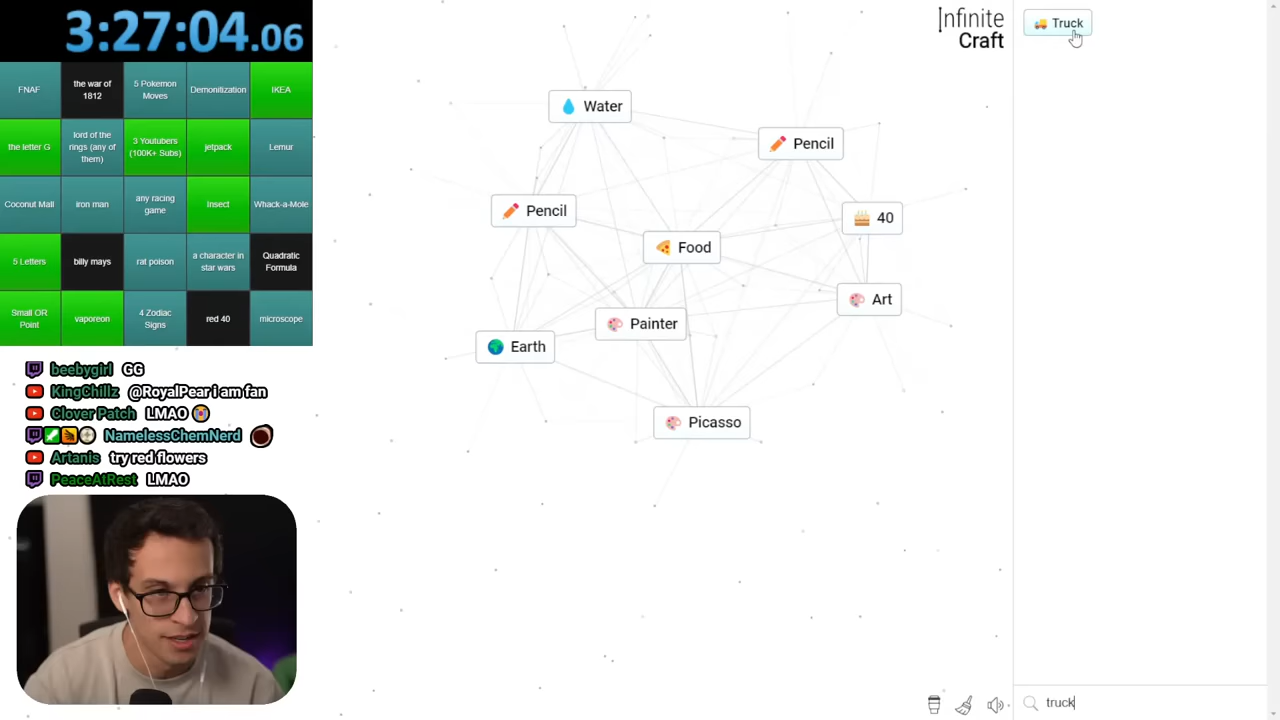 3:27:04.06
FNAF
the war of
1812
5 Pokemon
Moves
Demonitization
IKEA
the letter G
lord of the
rings (any of
them)
3 Youtubers
(100K+ Subs)
jetpack
Lemur
Coconut Mall
iron man
any racing
game
Insect
Whack-a-Mole
5 Letters
billy mays
rat poison
a character in
star wars
Quadratic
Formula
Small OR
Point
vaporeon
4 Zodiac
Signs
red 40
microscope
beebygirl GG
KingChillz @RoyalPear i am fan
Clover Patch LMAO
NamelessChemNerd
Artanis try red flowers
PeaceAtRest LMAO
Water
Pencil
Pencil
40
Food
Art
Painter
Earth
Picasso
Infinite
Craft
Truck
truck